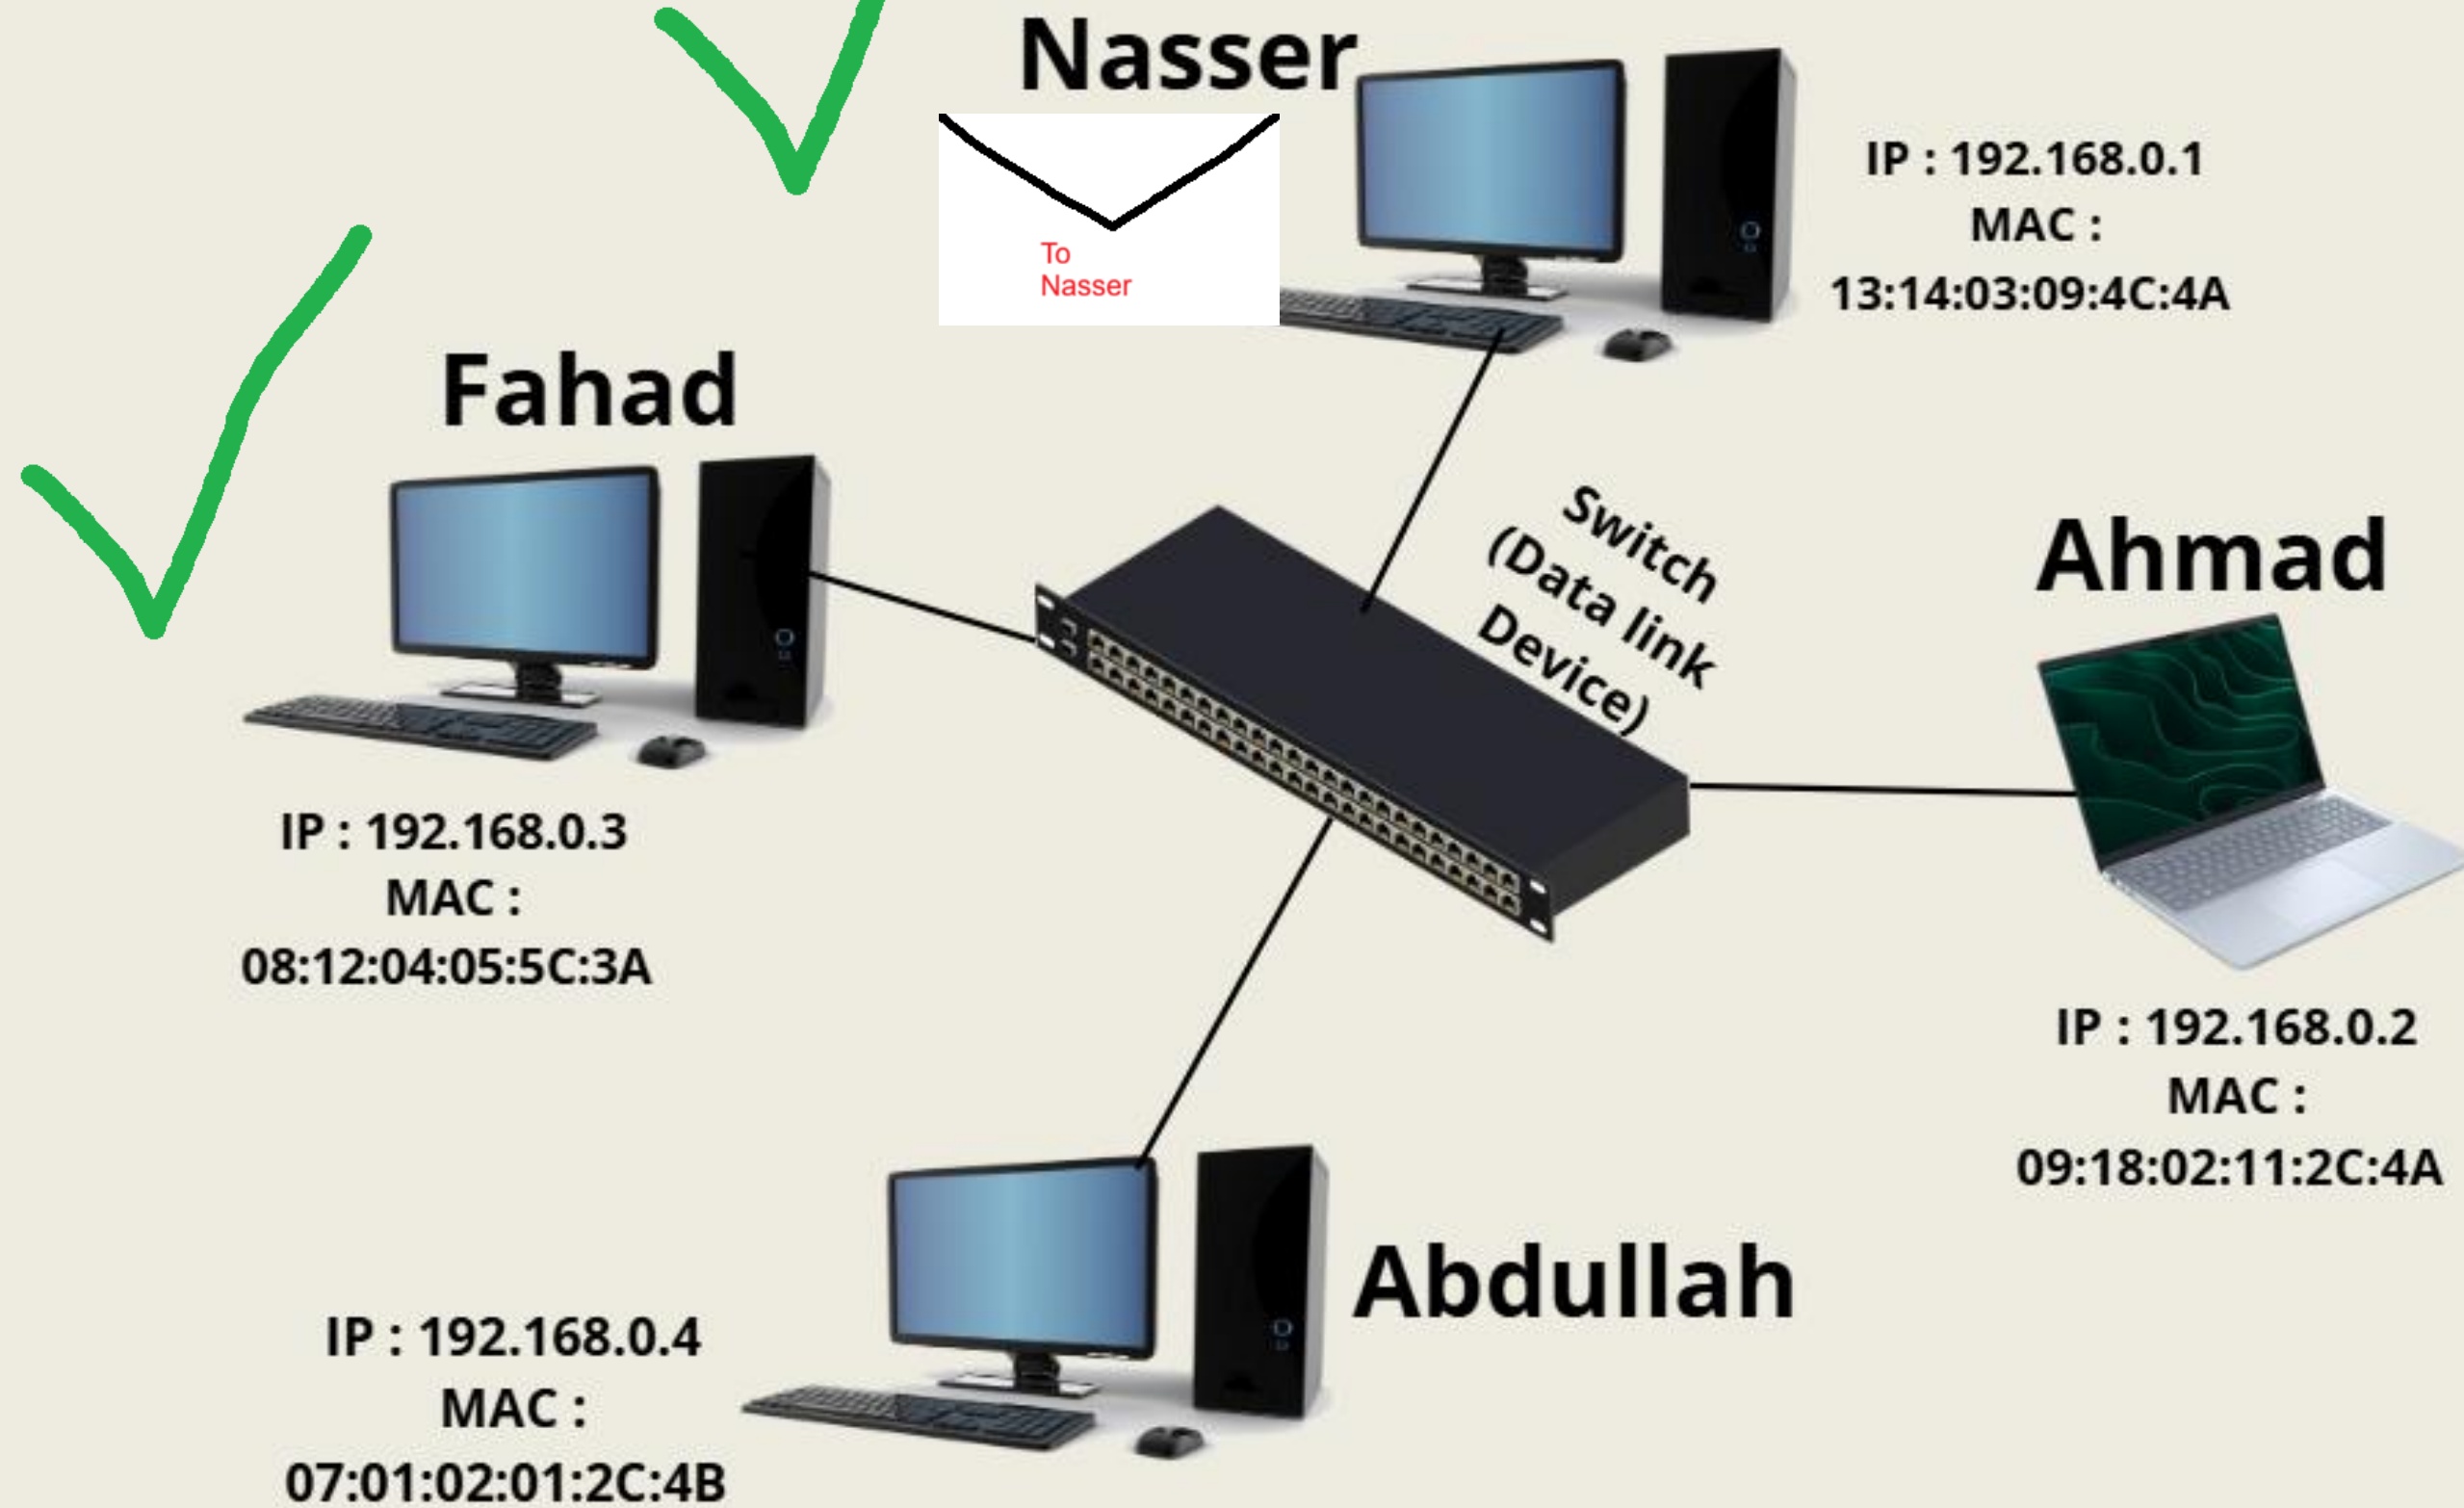 Nasser
To
Nasser
IP : 192.168.0.1
MAC :
13:14:03:09:4C:4A
Fahad
IP : 192.168.0.3
MAC :
08:12:04:05:5C:3A
Switch
(Data link
Device)
Ahmad
IP : 192.168.0.2
MAC :
09:18:02:11:2C:4A
Abdullah
IP : 192.168.0.4
MAC :
07:01:02:01:2C:4B